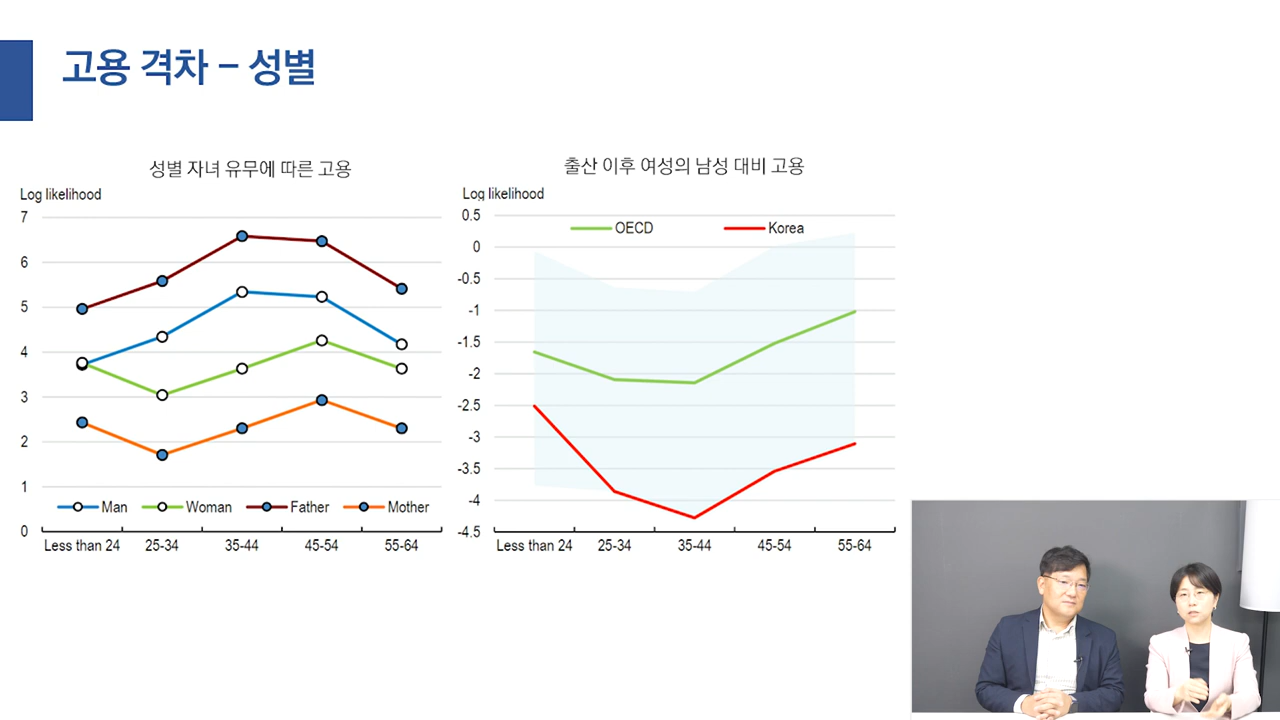 고용 격차 – 성별
성별 자녀 유무에 따른 고용
Log likelihood
7
6
5
4
3
2
1
0
Man
Woman
Father
Mother
Less than 24
25-34
35-44
45-54
55-64
출산 이후 여성의 남성 대비 고용
Log likelihood
0.5
0
-0.5
-1
-1.5
-2
-2.5
-3
-3.5
-4
-4.5
OECD
Korea
Less than 24
25-34
35-44
45-54
55-64